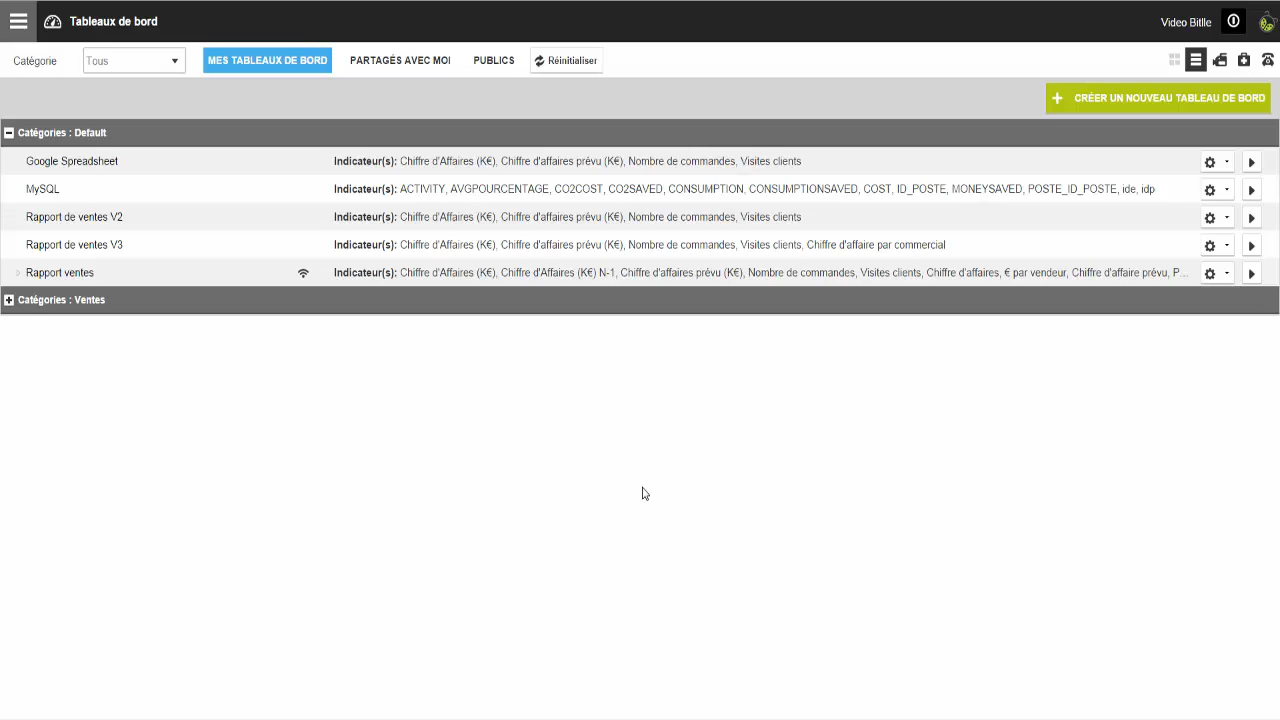 Tableaux de bord
Video Bitlle
Catégorie
Tous
MES TABLEAUX DE BORD
PARTAGÉS AVEC MOI
PUBLICS
Réinitialiser
CRÉER UN NOUVEAU TABLEAU DE BORD
Catégories : Default
Google Spreadsheet Indicateur(s): Chiffre d'Affaires (K€), Chiffre d'affaires prévu (K€), Nombre de commandes, Visites clients
MySQL Indicateur(s): ACTIVITY, AVGPOURCENTAGE, CO2COST, CO2SAVED, CONSUMPTION, CONSUMPTIONSAVED, COST, ID_POSTE, MONEYSAVED, POSTE_ID_POSTE, ide, idp
Rapport de ventes V2 Indicateur(s): Chiffre d'Affaires (K€), Chiffre d'affaires prévu (K€), Nombre de commandes, Visites clients
Rapport de ventes V3 Indicateur(s): Chiffre d'Affaires (K€), Chiffre d'affaires prévu (K€), Nombre de commandes, Visites clients, Chiffre d'affaire par commercial
Rapport ventes Indicateur(s): Chiffre d'Affaires (K€), Chiffre d'Affaires (K€) N-1, Chiffre d'affaires prévu (K€), Nombre de commandes, Visites clients, Chiffre d'affaires, € par vendeur, Chiffre d'affaire prévu, P...
Catégories : Ventes